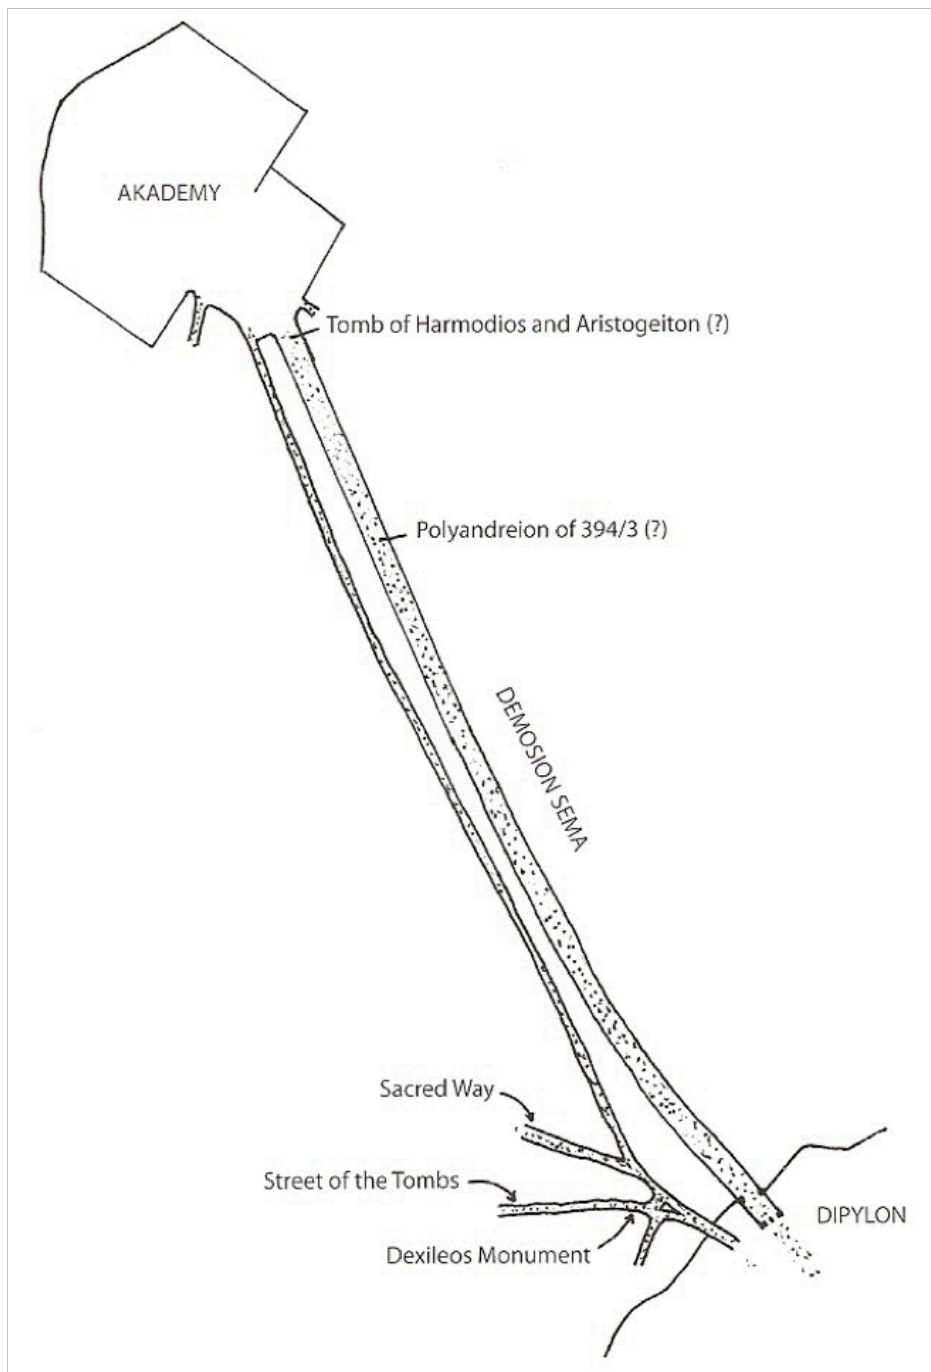 AKADEMY
Tomb of Harmodios and Aristogeiton (?)
Polyandreion of 394/3 (?)
DEMOSION SEMA
Sacred Way
Street of the Tombs
DIPYLON
Dexileos Monument